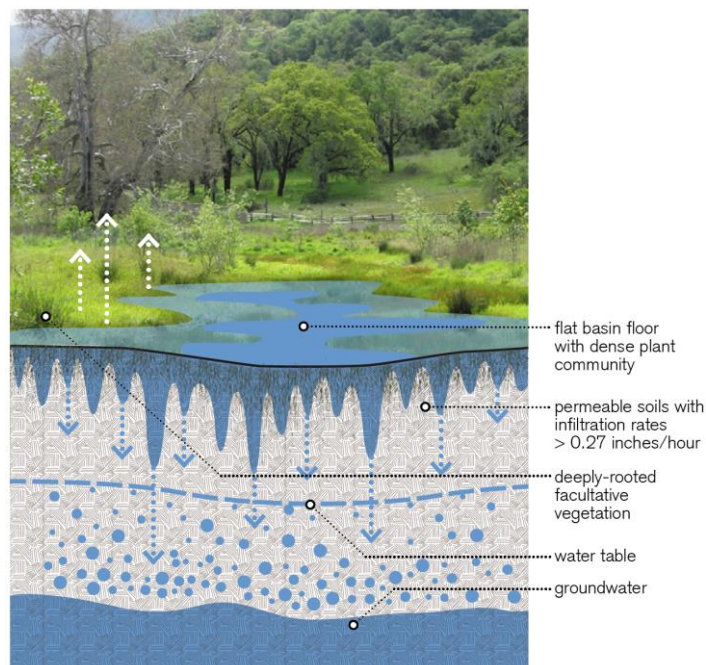 flat basin floor
with dense plant
community
permeable soils with
infiltration rates
> 0.27 inches/hour
deeply-rooted
facultative
vegetation
water table
groundwater